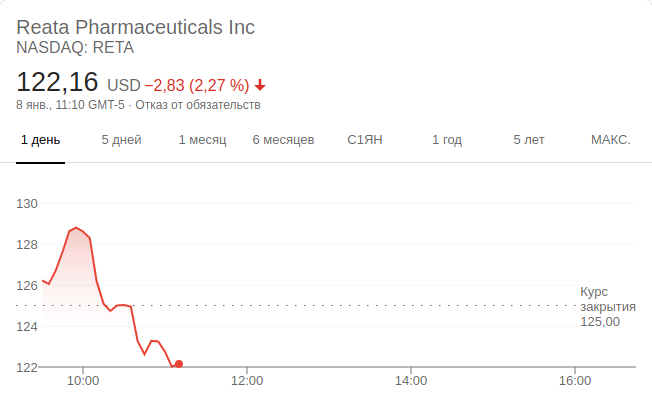 Reata Pharmaceuticals Inc
NASDAQ: RETA
122,16 USD −2,83 (2,27 %)
8 янв., 11:10 GMT-5 · Отказ от обязательств
1 день 5 дней 1 месяц 6 месяцев С1ЯН 1 год 5 лет МАКС.
130
128
126
Курс
закрытия
125,00
124
122
10:00 12:00 14:00 16:00